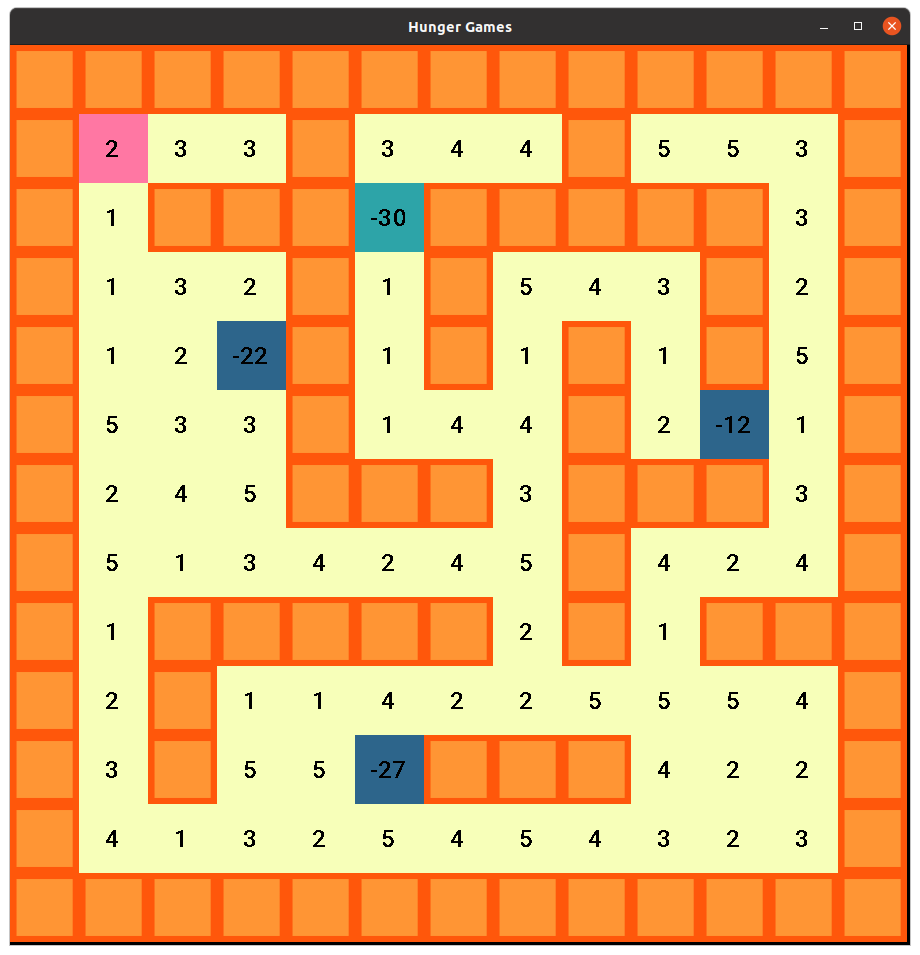 Hunger Games
2 3 3 3 4 4 5 5 3
1 -30 3
1 3 2 1 5 4 3 2
1 2 -22 1 1 1 5
5 3 3 1 4 4 2 -12 1
2 4 5 3 3
5 1 3 4 2 4 5 4 2 4
1 2 1
2 1 1 4 2 2 5 5 5 4
3 5 5 -27 4 2 2
4 1 3 2 5 4 5 4 3 2 3